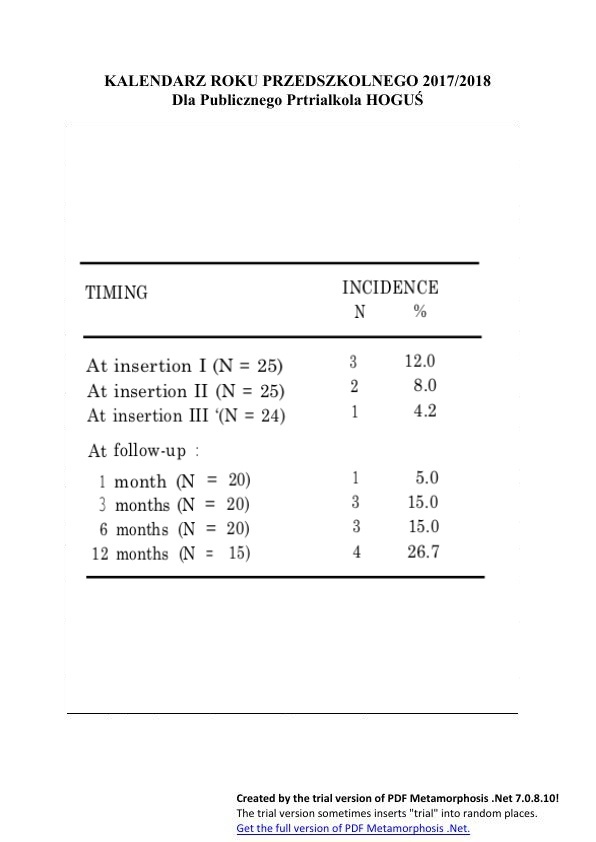 KALENDARZ ROKU PRZEDSZKOLNEGO 2017/2018
Dla Publicznego Prtrialkola HOGUŚ
TIMING INCIDENCE
N %
At insertion I (N = 25) 3 12.0
At insertion II (N = 25) 2 8.0
At insertion III ‘(N = 24) 1 4.2
At follow-up :
1 month (N = 20) 1 5.0
3 months (N = 20) 3 15.0
6 months (N = 20) 3 15.0
12 months (N = 15) 4 26.7
Created by the trial version of PDF Metamorphosis .Net 7.0.8.10!
The trial version sometimes inserts "trial" into random places.
Get the full version of PDF Metamorphosis .Net.